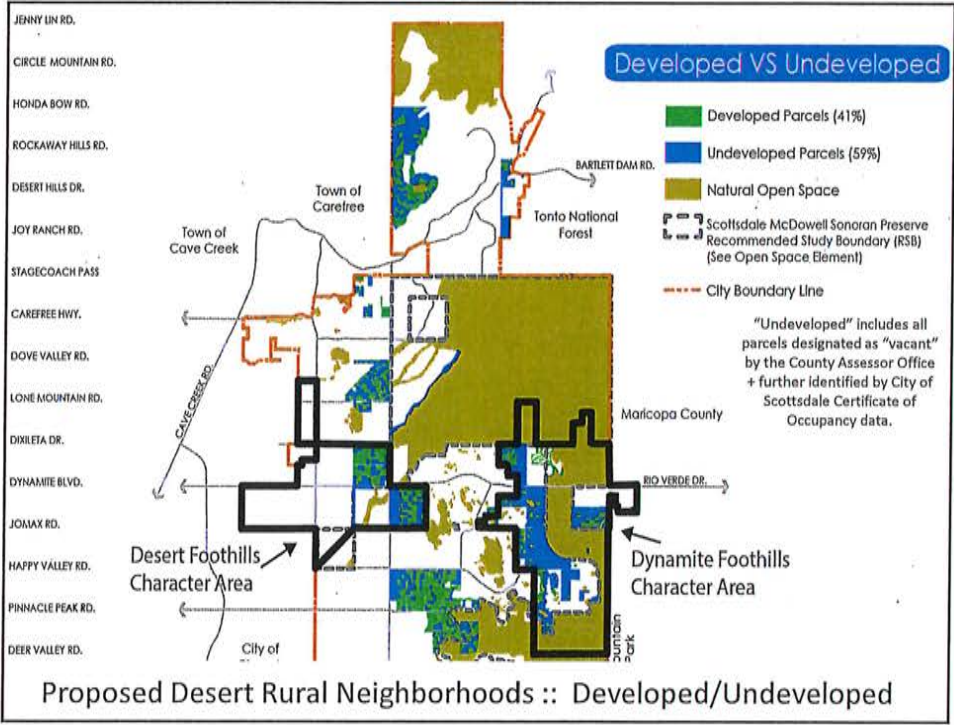 JENNY LIN RD.
CIRCLE MOUNTAIN RD.
HONDA BOW RD.
ROCKAWAY HILLS RD.
DESERT HILLS DR.
JOY RANCH RD.
STAGECOACH PASS
CAREFREE HWY.
DOVE VALLEY RD.
LONE MOUNTAIN RD.
DIXILETA DR.
DYNAMITE BLVD.
JOMAX RD.
HAPPY VALLEY RD.
PINNACLE PEAK RD.
DEER VALLEY RD.
Town of
Carefree
Town of
Cave Creek
CAVE CREEK RD.
BARTLETT DAM RD.
Tonto National
Forest
Maricopa County
RIO VERDE DR.
Desert Foothills
Character Area
Dynamite Foothills
Character Area
City of
Park
Developed VS Undeveloped
Developed Parcels (41%)
Undeveloped Parcels (59%)
Natural Open Space
Scottsdale McDowell Sonoran Preserve
Recommended Study Boundary (RSB)
(See Open Space Element)
City Boundary Line
"Undeveloped" includes all
parcels designated as "vacant"
by the County Assessor Office
+ further identified by City of
Scottsdale Certificate of
Occupancy data.
Proposed Desert Rural Neighborhoods :: Developed/Undeveloped